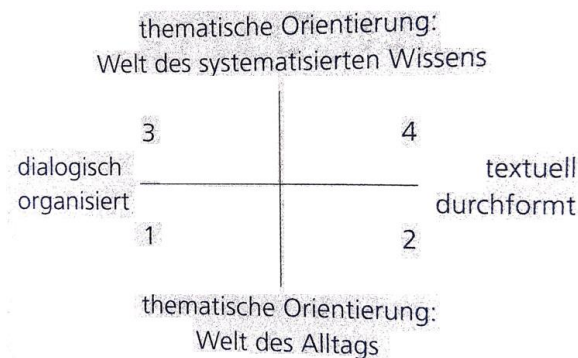 thematische Orientierung:
Welt des systematisierten Wissens
3
4
dialogisch
organisiert
textuell
durchformt
1
2
thematische Orientierung:
Welt des Alltags